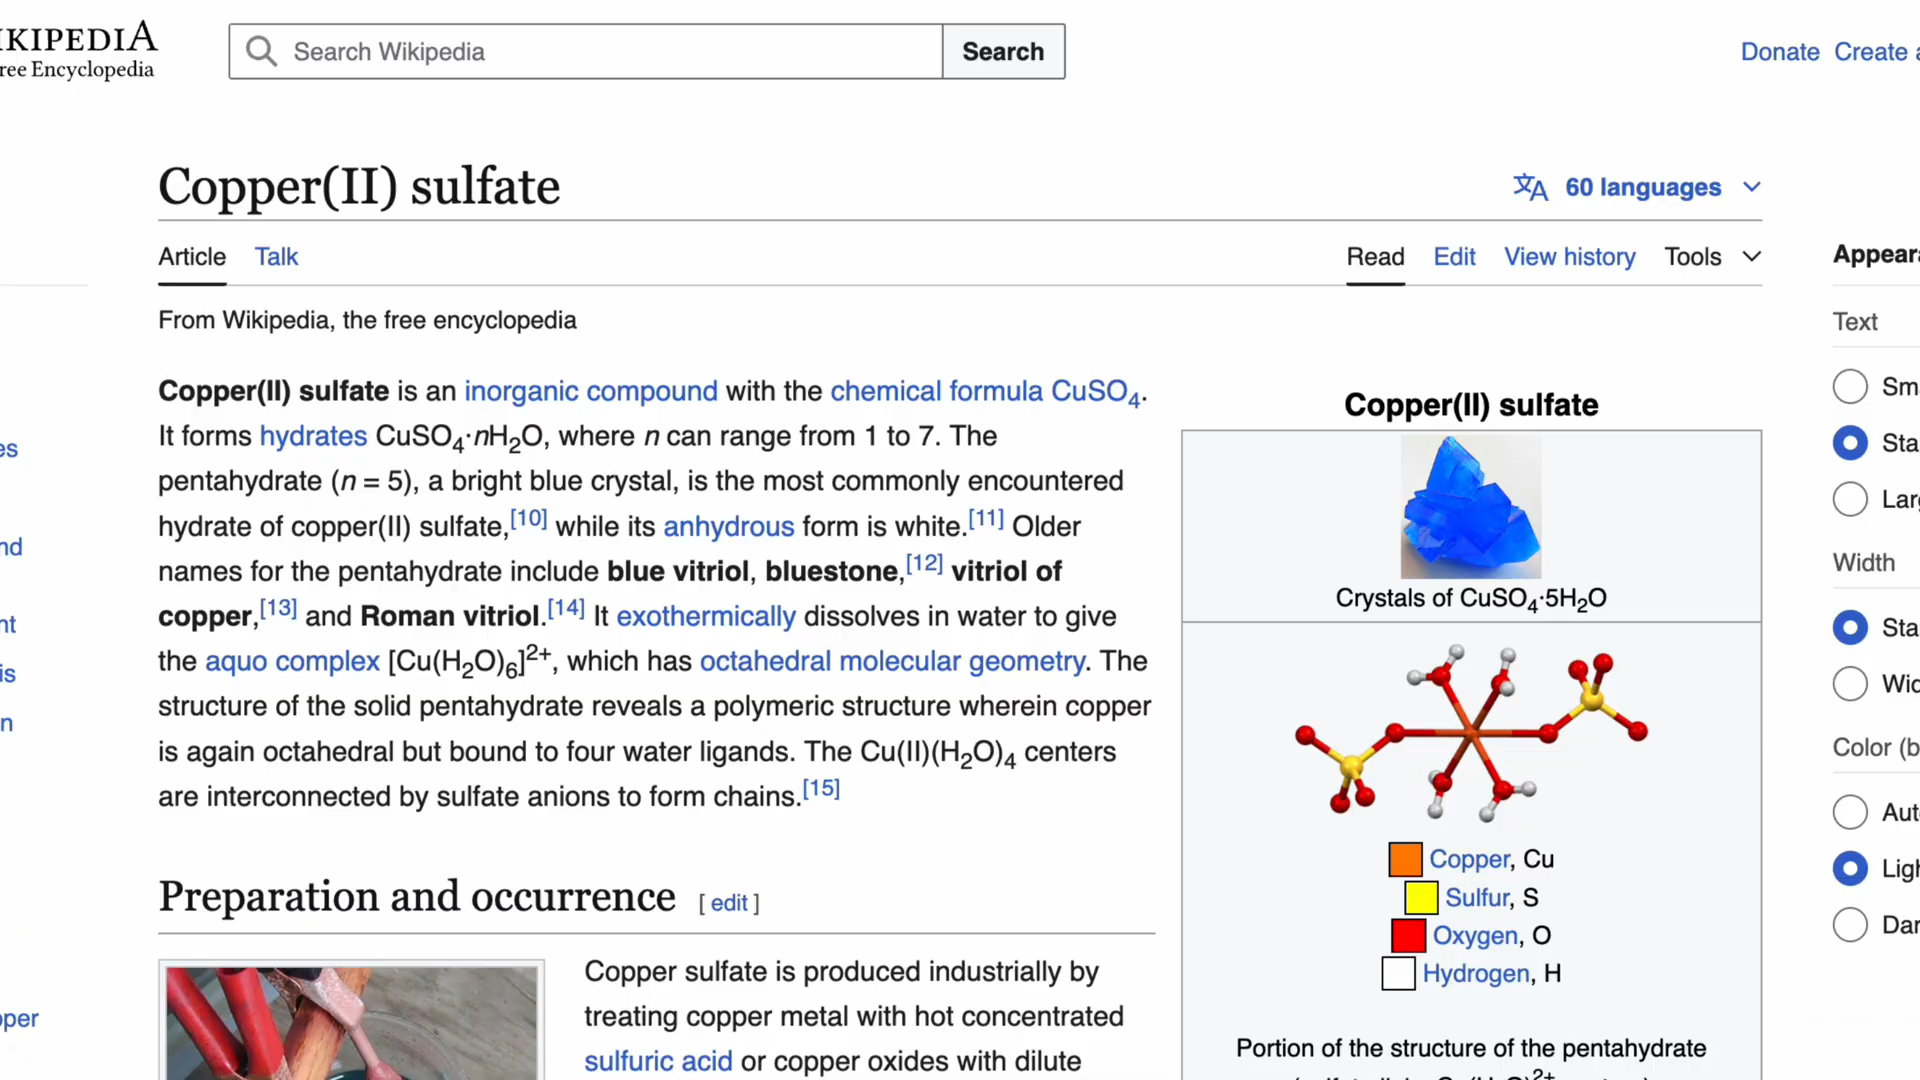 IKIPEDIA
ree Encyclopedia
Search Wikipedia
Search
Donate Create a
Copper(II) sulfate
60 languages
Article Talk
Read Edit View history Tools
From Wikipedia, the free encyclopedia
Copper(II) sulfate is an inorganic compound with the chemical formula CuSO4.
It forms hydrates CuSO4·nH2O, where n can range from 1 to 7. The
pentahydrate (n = 5), a bright blue crystal, is the most commonly encountered
hydrate of copper(II) sulfate,[10] while its anhydrous form is white.[11] Older
names for the pentahydrate include blue vitriol, bluestone,[12] vitriol of
copper,[13] and Roman vitriol.[14] It exothermically dissolves in water to give
the aquo complex [Cu(H2O)6]2+, which has octahedral molecular geometry. The
structure of the solid pentahydrate reveals a polymeric structure wherein copper
is again octahedral but bound to four water ligands. The Cu(II)(H2O)4 centers
are interconnected by sulfate anions to form chains.[15]
Preparation and occurrence [ edit ]
Copper sulfate is produced industrially by
treating copper metal with hot concentrated
sulfuric acid or copper oxides with dilute
Copper(II) sulfate
Crystals of CuSO4·5H2O
Copper, Cu
Sulfur, S
Oxygen, O
Hydrogen, H
Portion of the structure of the pentahydrate
Appeara
Text
Sm
Sta
Lar
Width
Sta
Wid
Color (b
Aut
Ligh
Dar
es
nd
nt
is
n
pper